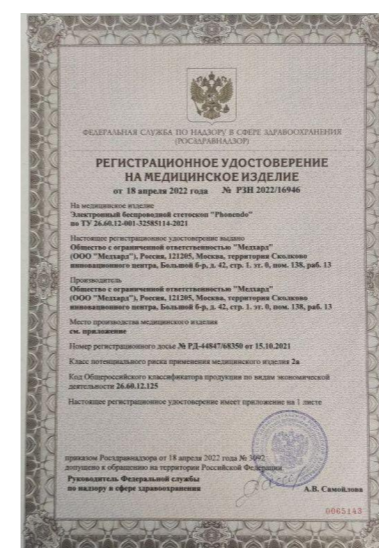 ФЕДЕРАЛЬНАЯ СЛУЖБА ПО НАДЗОРУ В СФЕРЕ ЗДРАВООХРАНЕНИЯ
(РОСЗДРАВНАДЗОР)
РЕГИСТРАЦИОННОЕ УДОСТОВЕРЕНИЕ
НА МЕДИЦИНСКОЕ ИЗДЕЛИЕ
от 18 апреля 2022 года № РЗН 2022/16946
На медицинское изделие
Электронный беспроводной стетоскоп "Phonendo"
по ТУ 26.60.12-001-32585114-2021
Настоящее регистрационное удостоверение выдано
Общество с ограниченной ответственностью "Медхард"
(ООО "Медхард"), Россия, 121205, Москва, территория Сколково
инновационного центра, Большой б-р, д. 42, стр. 1. эт. 0, пом. 138, раб. 13
Производитель
Общество с ограниченной ответственностью "Медхард"
(ООО "Медхард"), Россия, 121205, Москва, территория Сколково
инновационного центра, Большой б-р, д. 42, стр. 1. эт. 0, пом. 138, раб. 13
Место производства медицинского изделия
см. приложение
Номер регистрационного досье № РД-44847/68350 от 15.10.2021
Класс потенциального риска применения медицинского изделия 2а
Код Общероссийского классификатора продукции по видам экономической
деятельности 26.60.12.125
Настоящее регистрационное удостоверение имеет приложение на 1 листе
приказом Росздравнадзора от 18 апреля 2022 года №
допущено к обращению на территории Российской Федерации.
Руководитель Федеральной службы
по надзору в сфере здравоохранения
А.В. Самойлова
0065143